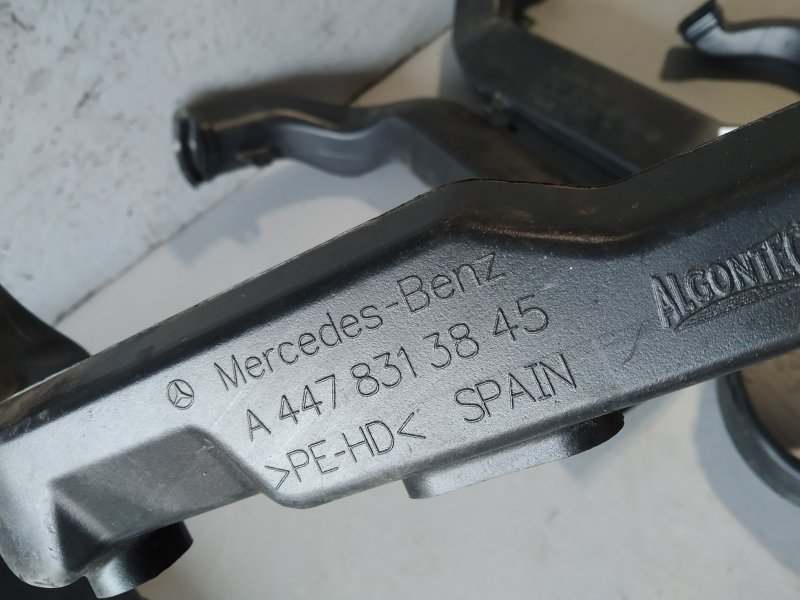 Mercedes-Benz
A 447 831 38 45
>PE-HD<
SPAIN